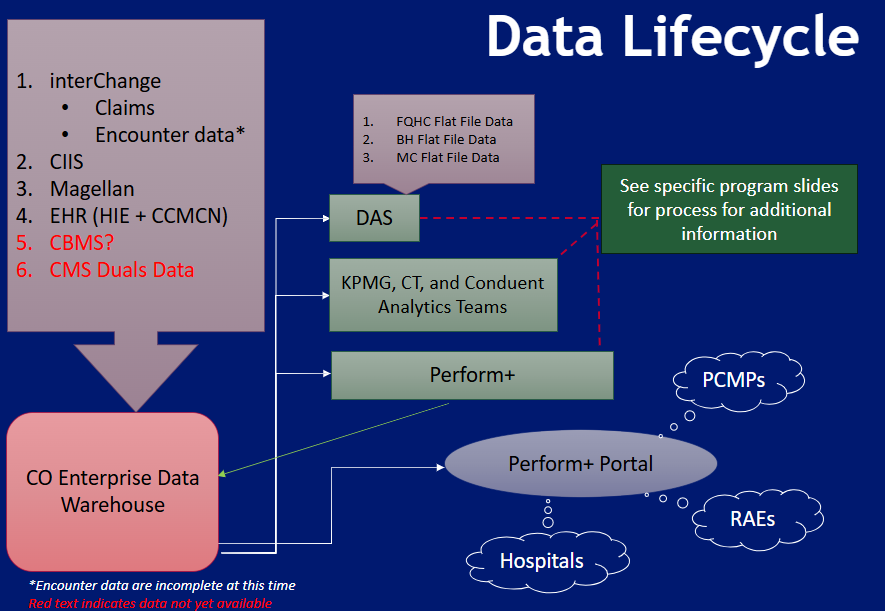 Data Lifecycle
1. interChange
• Claims
• Encounter data*
2. CIIS
3. Magellan
4. EHR (HIE + CCMCN)
5. CBMS?
6. CMS Duals Data
1. FQHC Flat File Data
2. BH Flat File Data
3. MC Flat File Data
DAS
See specific program slides
for process for additional
information
KPMG, CT, and Conduent
Analytics Teams
Perform+
PCMPs
CO Enterprise Data
Warehouse
Perform+ Portal
RAEs
Hospitals
*Encounter data are incomplete at this time
Red text indicates data not yet available